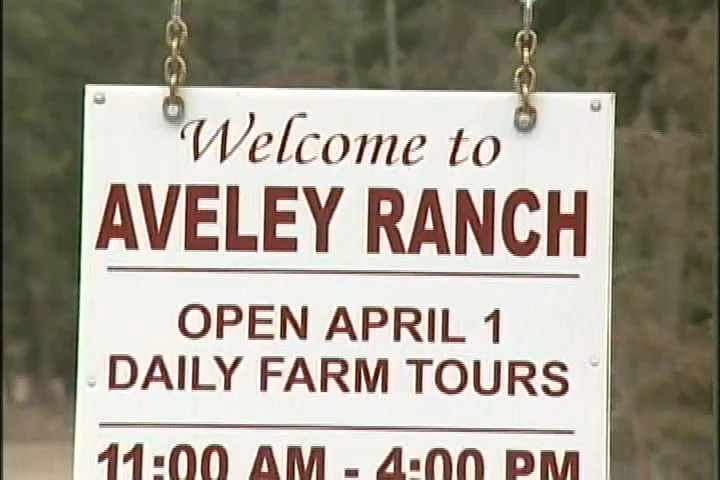 Welcome to
AVELEY RANCH
OPEN APRIL 1
DAILY FARM TOURS
11:00 AM - 4:00 PM